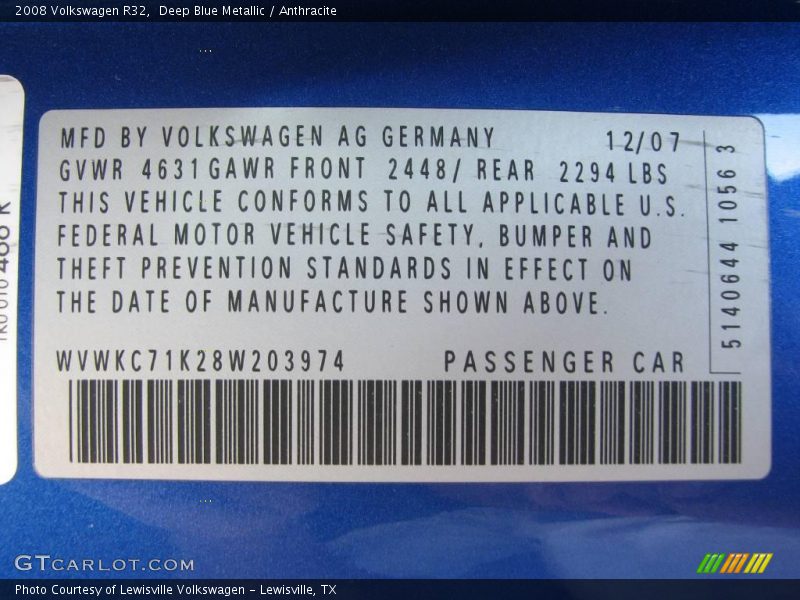 2008 Volkswagen R32,  Deep Blue Metallic / Anthracite
MFD BY VOLKSWAGEN AG GERMANY 12/07
GVWR 4631GAWR FRONT 2448/ REAR 2294 LBS
THIS VEHICLE CONFORMS TO ALL APPLICABLE U.S.
FEDERAL MOTOR VEHICLE SAFETY, BUMPER AND
THEFT PREVENTION STANDARDS IN EFFECT ON
THE DATE OF MANUFACTURE SHOWN ABOVE.
WVWKC71K28W203974 PASSENGER CAR
5140644 1056 3
GTCARLOT.COM
Photo Courtesy of Lewisville Volkswagen - Lewisville, TX